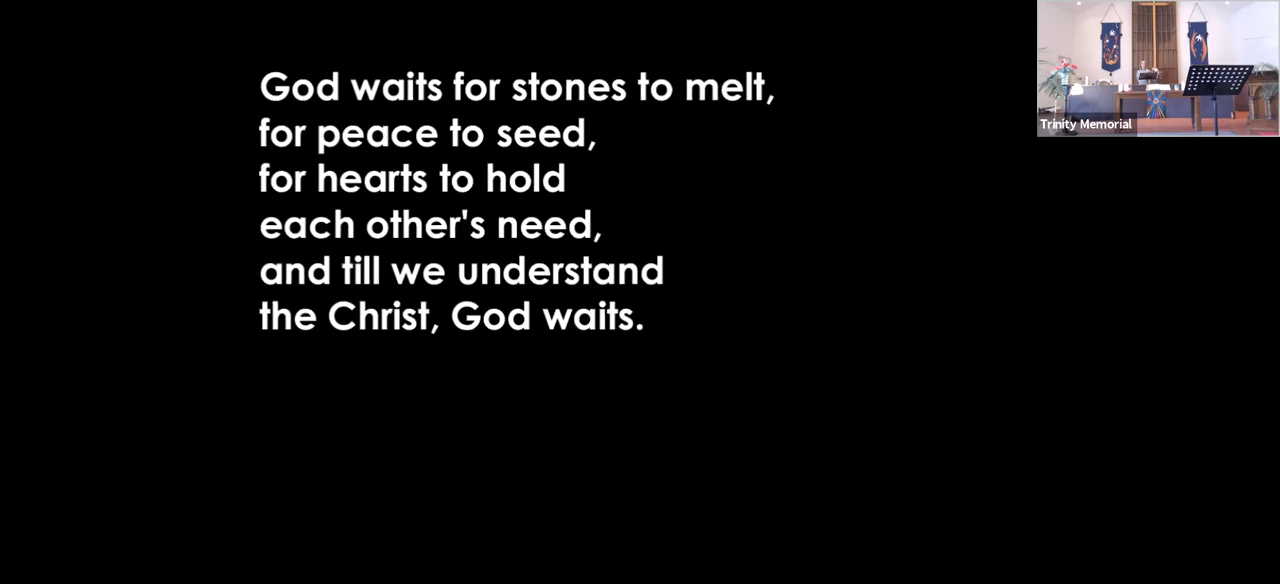 God waits for stones to melt,
for peace to seed,
for hearts to hold
each other's need,
and till we understand
the Christ, God waits.
Trinity Memorial